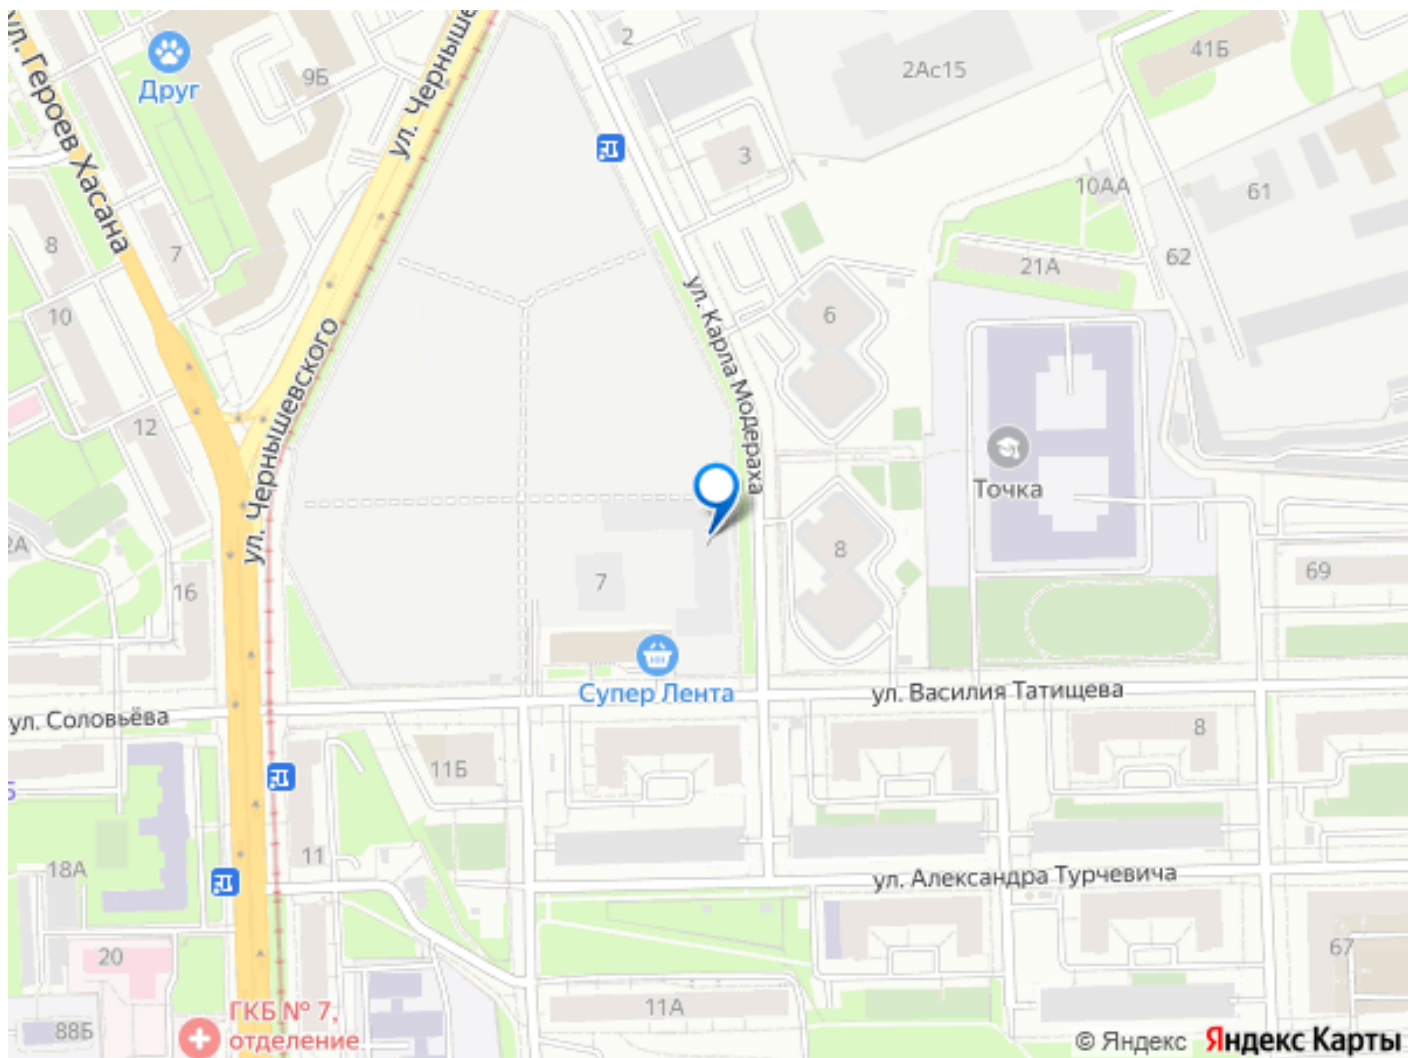 ул. Героев Хасана
Друг
9Б
ул. Черныше
2
2Ас15
41Б
3
10АА
61
8
7
62
21А
10
6
ул. Карла Модераха
ул. Чернышевского
12
Точка
2А
8
7
69
16
Супер Лента
ул. Василия Татищева
ул. Соловьёва
8
11Б
Б
11
18А
ул. Александра Турчевича
20
67
11А
ГКБ № 7,
отделение
88Б
© Яндекс Яндекс Карты